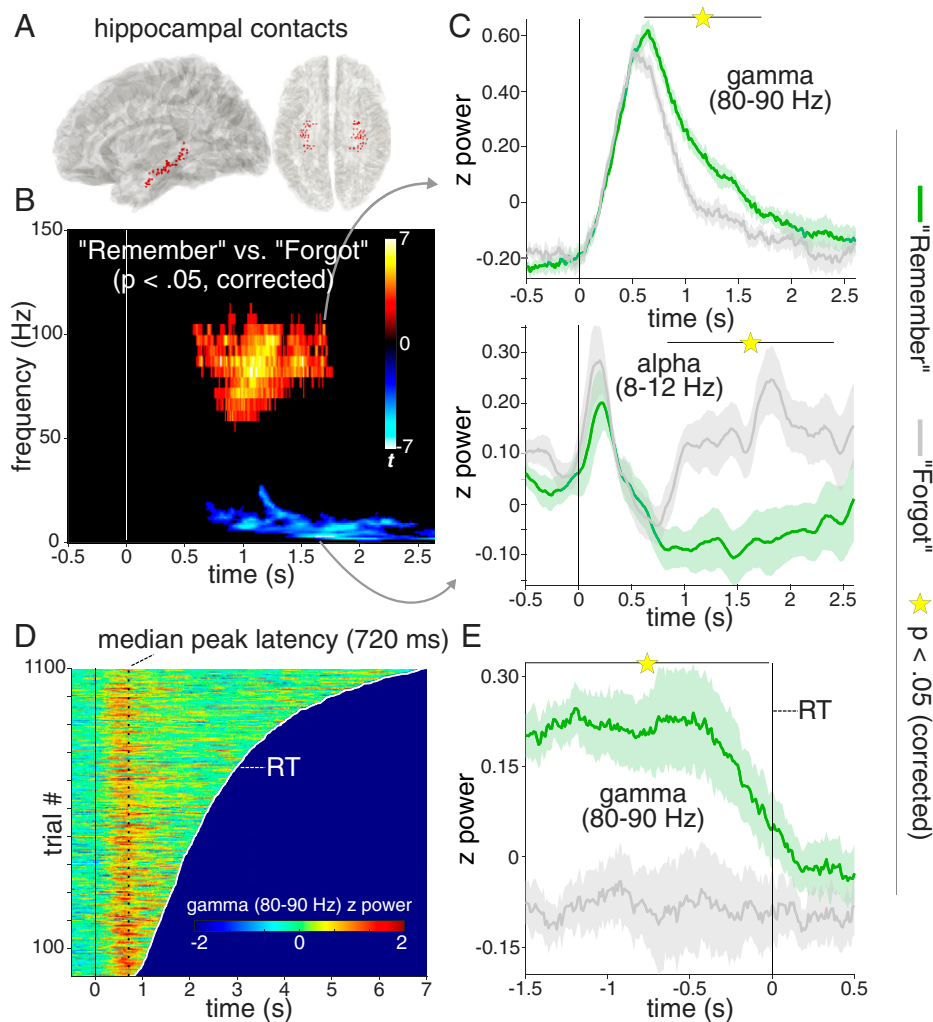 A
hippocampal contacts
B
150
100
50
0
frequency (Hz)
"Remember" vs. "Forgot"
(p < .05, corrected)
7
0
-7
t
-0.5
0
0.5
1
1.5
2
2.5
time (s)
C
0.60
0.40
0.20
0
-0.20
z power
gamma
(80-90 Hz)
-0.5
0
0.5
1
1.5
2
2.5
time (s)
0.30
0.20
0.10
0
-0.10
z power
alpha
(8-12 Hz)
-0.5
0
0.5
1
1.5
2
2.5
time (s)
D
median peak latency (720 ms)
1100
100
trial #
RT
gamma (80-90 Hz) z power
-2
0
2
0
1
2
3
4
5
6
7
time (s)
E
0.30
0.15
0
-0.15
z power
RT
gamma
(80-90 Hz)
-1.5
-1
-0.5
0
0.5
time (s)
"Remember"
"Forgot"
p < .05 (corrected)